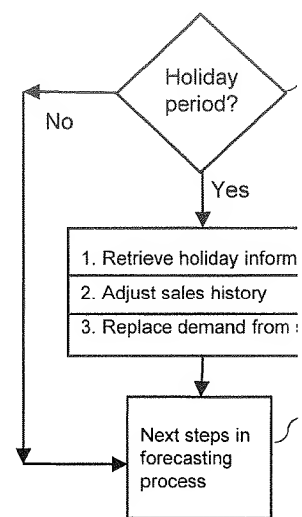 Holiday
period?
No
Yes
1. Retrieve holiday inform
2. Adjust sales history
3. Replace demand from s
Next steps in
forecasting
process